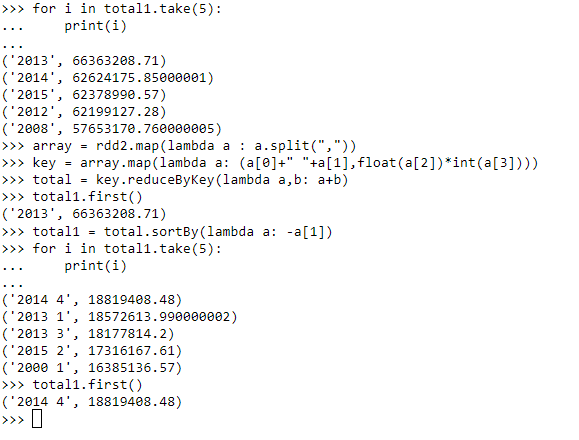 >>> for i in total1.take(5):
...     print(i)
...
('2013', 66363208.71)
('2014', 62624175.85000001)
('2015', 62378990.57)
('2012', 62199127.28)
('2008', 57653170.760000005)
>>> array = rdd2.map(lambda a : a.split(","))
>>> key = array.map(lambda a: (a[0]+" "+a[1],float(a[2])*int(a[3])))
>>> total = key.reduceByKey(lambda a,b: a+b)
>>> total1.first()
('2013', 66363208.71)
>>> total1 = total.sortBy(lambda a: -a[1])
>>> for i in total1.take(5):
...     print(i)
...
('2014 4', 18819408.48)
('2013 1', 18572613.990000002)
('2013 3', 18177814.2)
('2015 2', 17316167.61)
('2000 1', 16385136.57)
>>> total1.first()
('2014 4', 18819408.48)
>>>